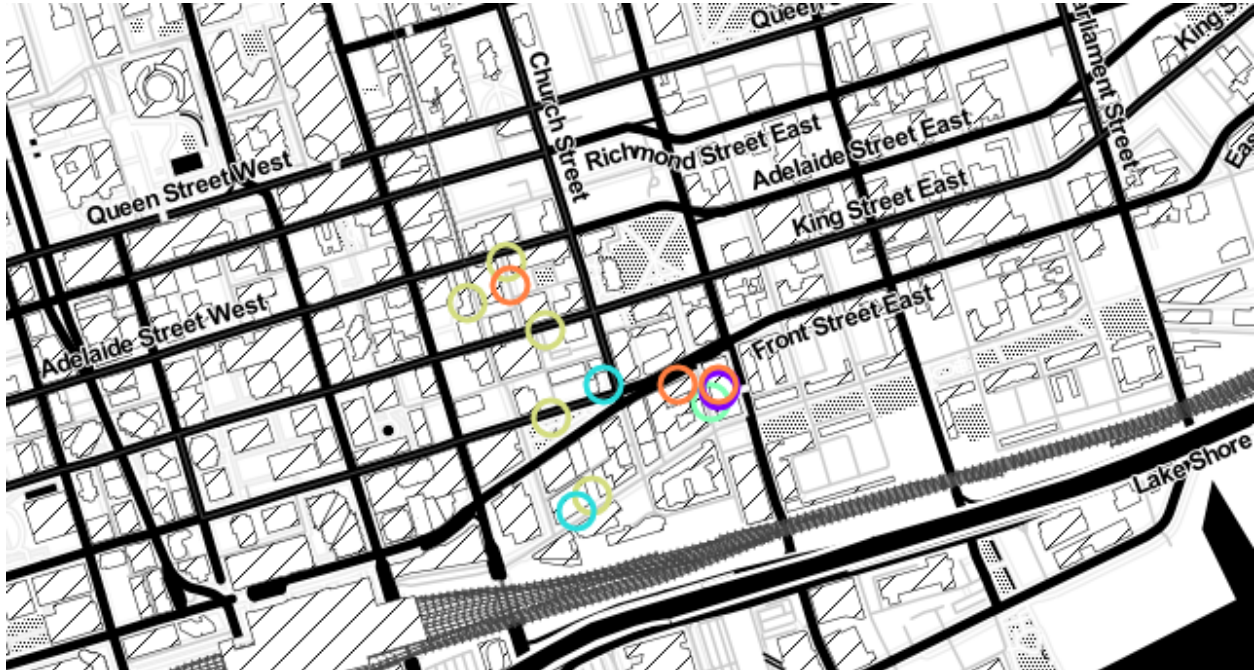 Queen S
King S
Church Street
arliament Street
Richmond Street East
Adelaide Street East
Eas
Queen Street West
King Street East
Adelaide Street West
Front Street East
Lake Shore